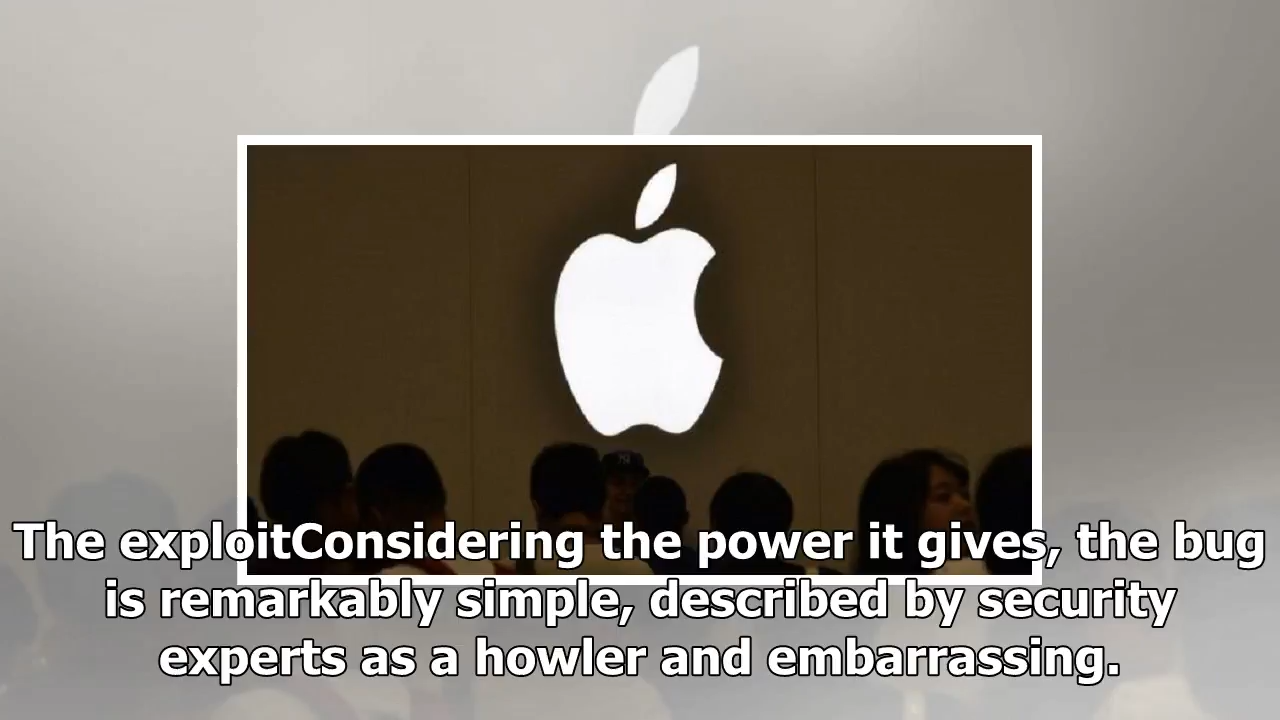 The exploitConsidering the power it gives, the bug
is remarkably simple, described by security
experts as a howler and embarrassing.